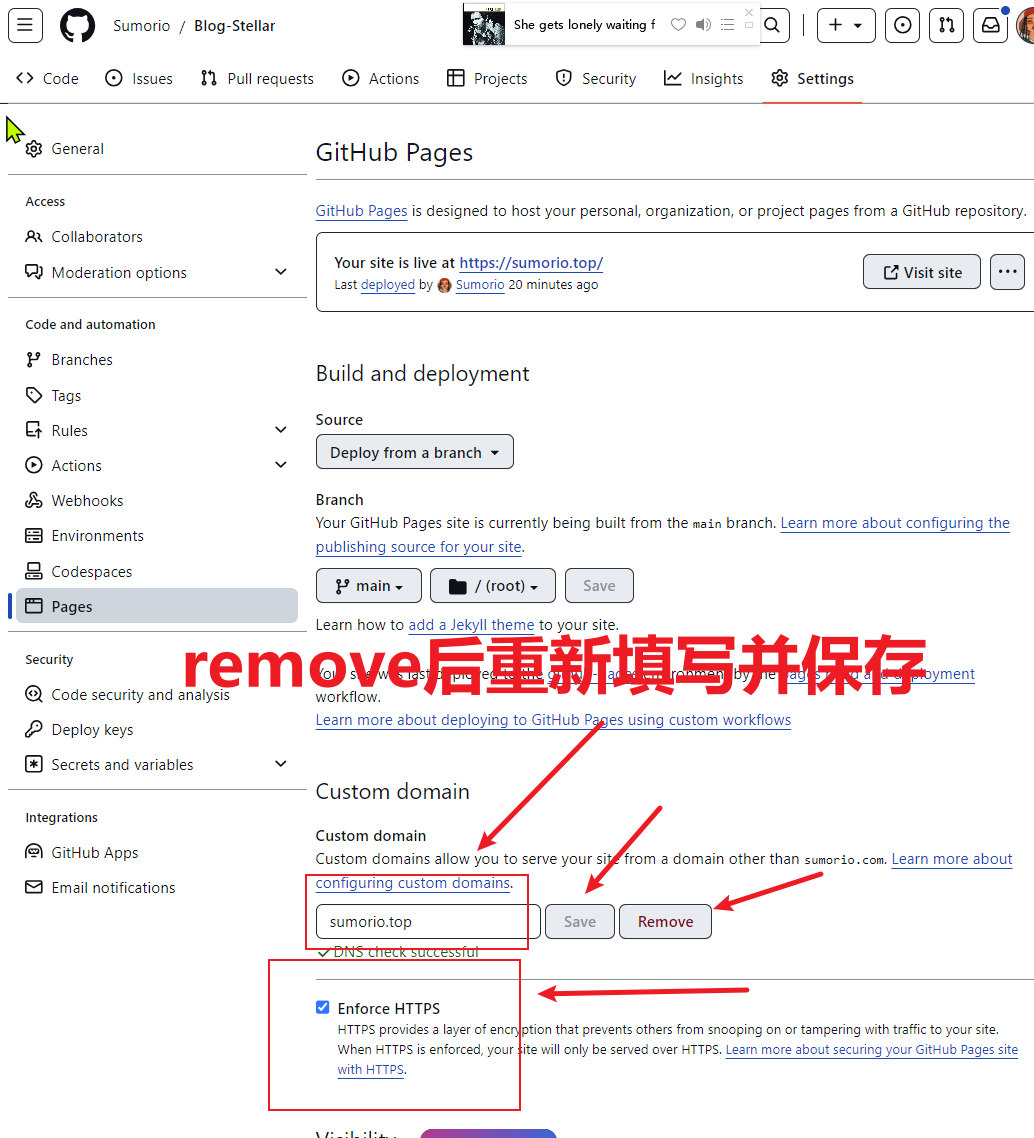 Sumorio / Blog-Stellar
She gets lonely waiting f
Code Issues Pull requests Actions Projects Security Insights Settings
General
Access
Collaborators
Moderation options
Code and automation
Branches
Tags
Rules
Actions
Webhooks
Environments
Codespaces
Pages
Security
Code security and analysis
Deploy keys
Secrets and variables
Integrations
GitHub Apps
Email notifications
GitHub Pages
GitHub Pages is designed to host your personal, organization, or project pages from a GitHub repository.
Your site is live at https://sumorio.top/
Last deployed by Sumorio 20 minutes ago
Visit site
Build and deployment
Source
Deploy from a branch
Branch
Your GitHub Pages site is currently being built from the main branch. Learn more about configuring the
publishing source for your site.
main / (root) Save
Learn how to add a Jekyll theme to your site.
remove后重新填写并保存
Your site was last deployed to the by the deployment
workflow.
Learn more about deploying to GitHub Pages using custom workflows
Custom domain
Custom domain
Custom domains allow you to serve your site from a domain other than sumorio.com. Learn more about
configuring custom domains.
sumorio.top Save Remove
DNS check successful
Enforce HTTPS
HTTPS provides a layer of encryption that prevents others from snooping on or tampering with traffic to your site.
When HTTPS is enforced, your site will only be served over HTTPS. Learn more about securing your GitHub Pages site
with HTTPS.
Visibility